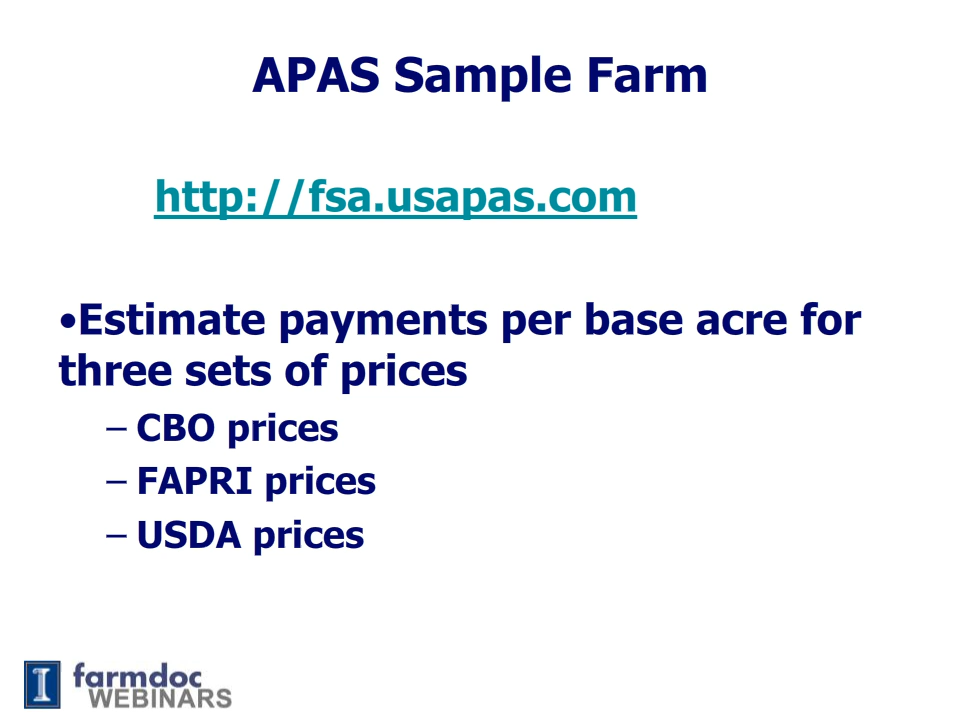 APAS Sample Farm
http://fsa.usapas.com
•Estimate payments per base acre for
three sets of prices
– CBO prices
– FAPRI prices
– USDA prices
I farmdoc
WEBINARS